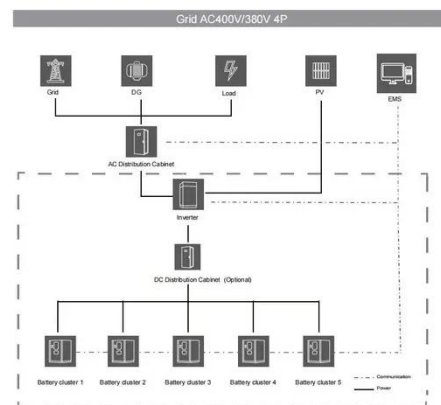 Grid AC400V/380V 4P
Grid
DG
Load
PV
EMS
AC Distribution Cabinet
Inverter
DC Distribution Cabinet (Optional)
Battery cluster 1
Battery cluster 2
Battery cluster 3
Battery cluster 4
Battery cluster 5
Communication
Power